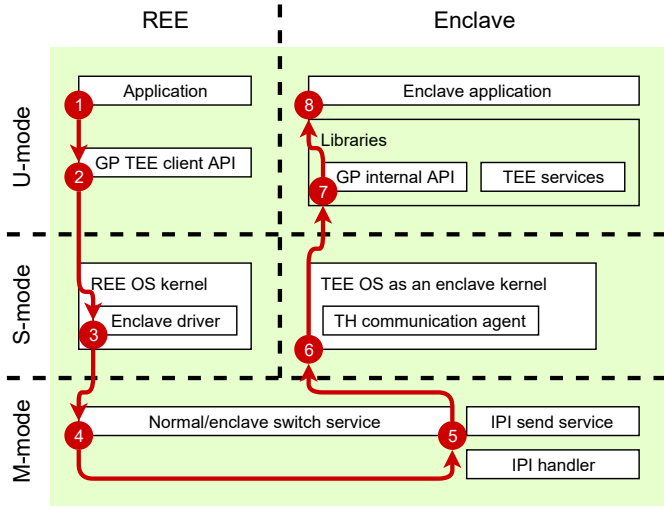 REE
Enclave
U-mode
Application
Enclave application
1
8
Libraries
GP TEE client API
GP internal API
TEE services
2
7
S-mode
REE OS kernel
TEE OS as an enclave kernel
Enclave driver
TH communication agent
3
6
M-mode
Normal/enclave switch service
IPI send service
4
5
IPI handler